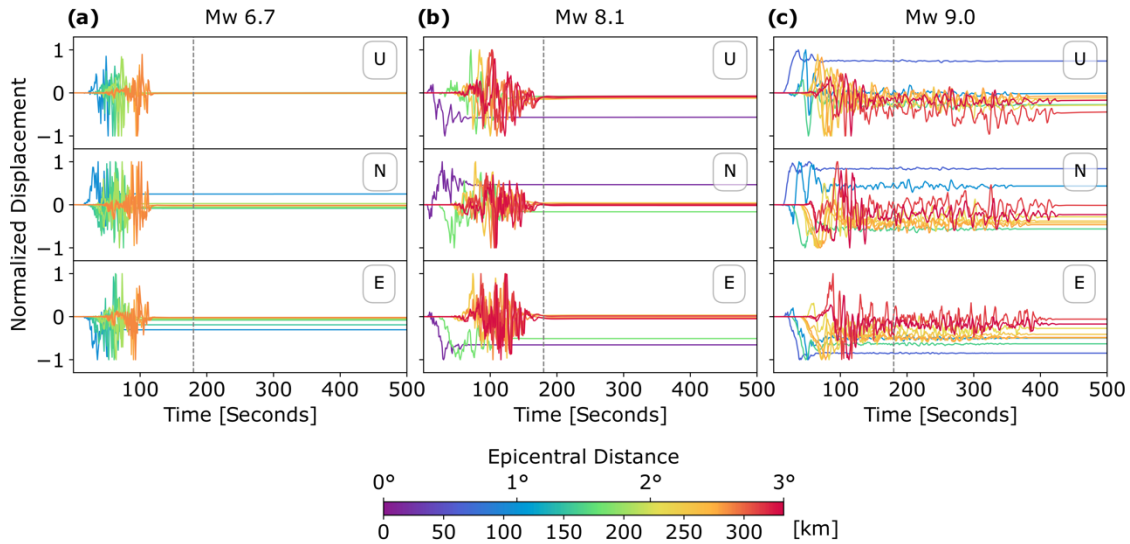 (a) Mw 6.7 (b) Mw 8.1 (c) Mw 9.0
Normalized Displacement
1 U U U
0
−1
1 N N N
0
−1
1 E E E
0
−1
100 200 300 400 500 100 200 300 400 500 100 200 300 400 500
Time [Seconds] Time [Seconds] Time [Seconds]
Epicentral Distance
0° 1° 2° 3°
0 50 100 150 200 250 300 [km]